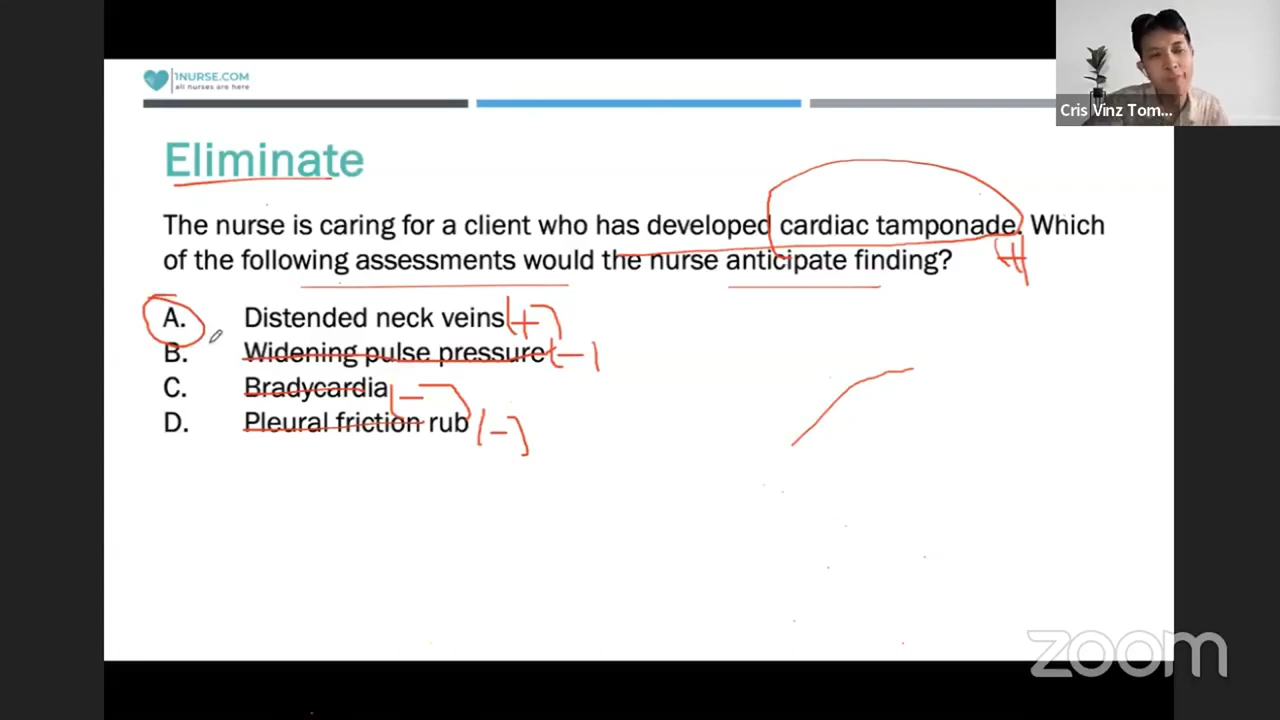 1NURSE.COM
all nurses are here
Cris Vinz Tom...
Eliminate
The nurse is caring for a client who has developed cardiac tamponade. Which
of the following assessments would the nurse anticipate finding?
(+)
A. Distended neck veins (+)
B. Widening pulse pressure (-)
C. Bradycardia (-)
D. Pleural friction rub (-)
zoom